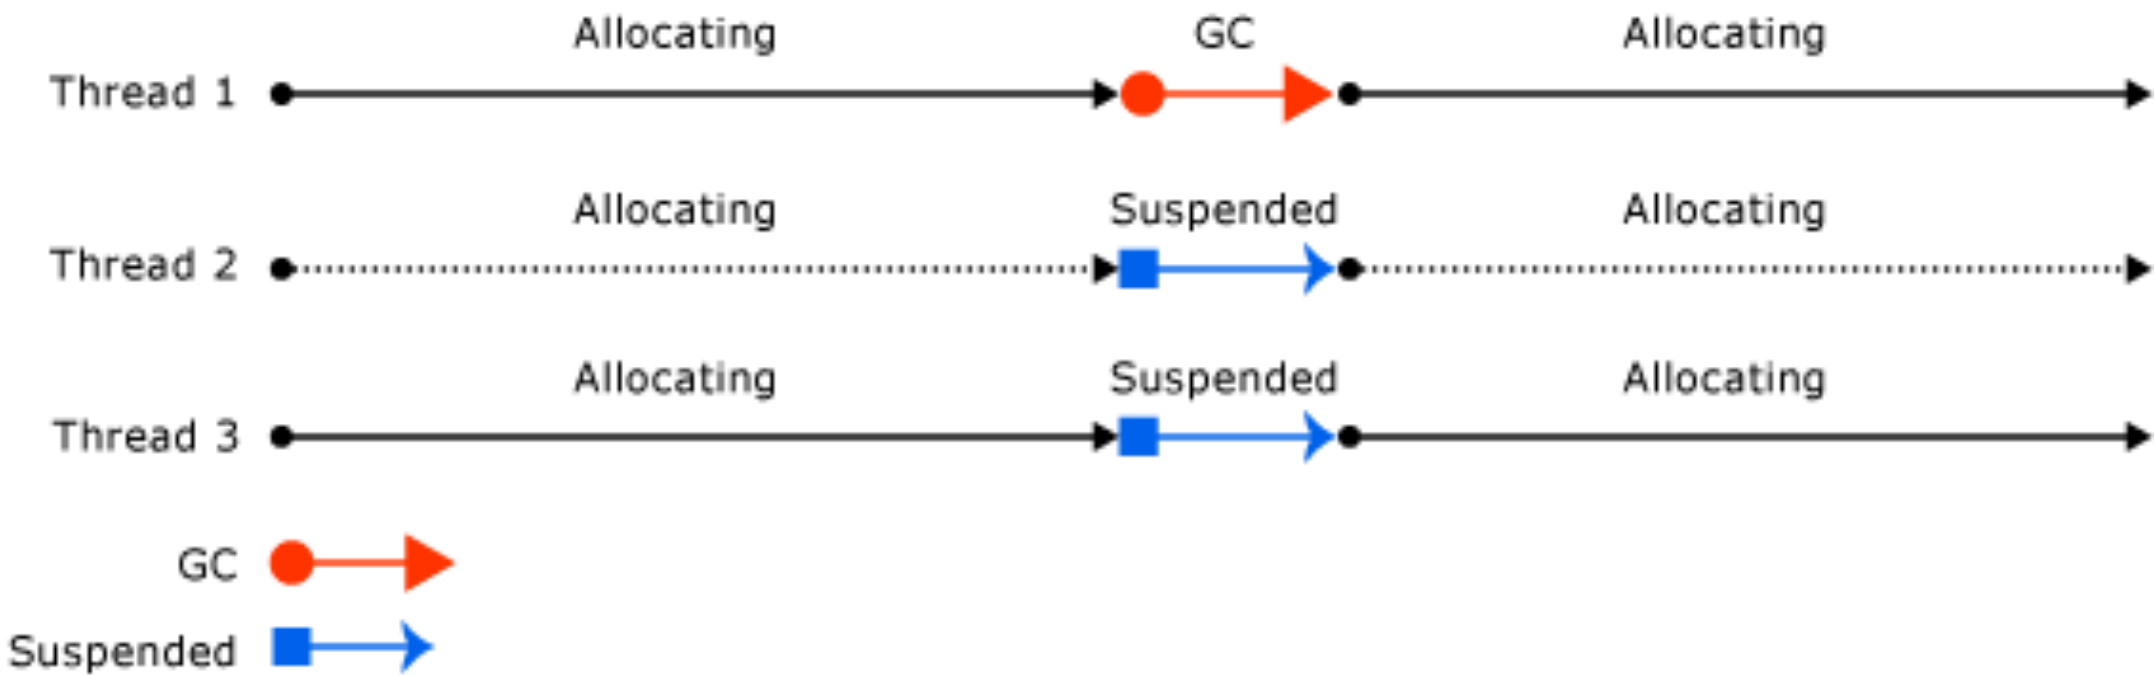 Allocating GC Allocating
Thread 1
Allocating Suspended Allocating
Thread 2
Allocating Suspended Allocating
Thread 3
GC
Suspended